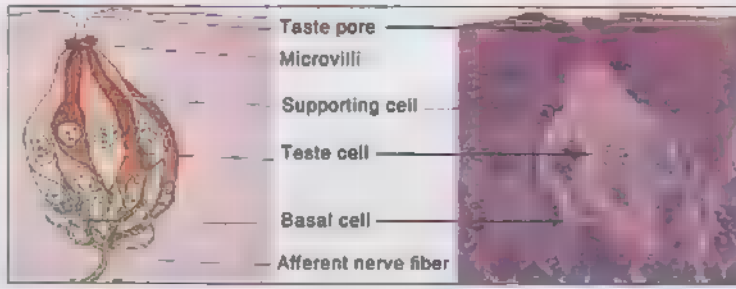 Taste pore
Microvilli
Supporting cell
Teste cell
Basal cell
Afferent nerve fiber